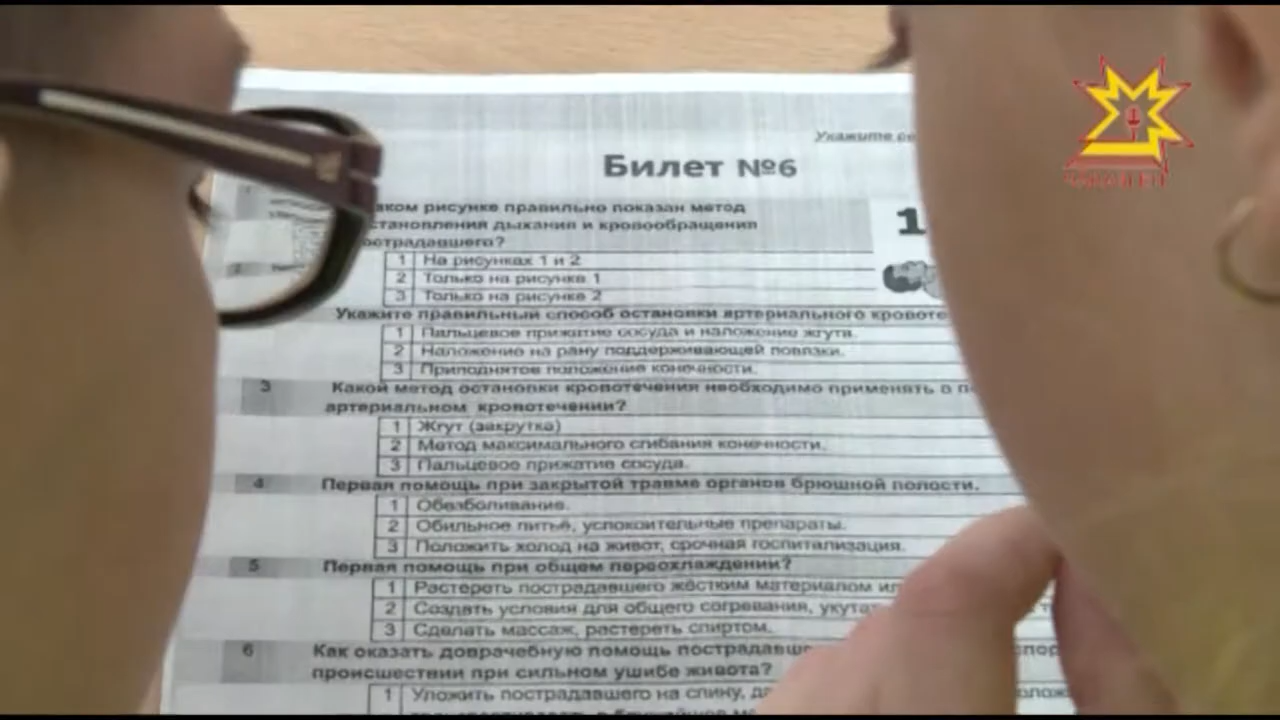 Укажите
Билет №6
рисунке правильно показан метод
дыхания и кровообращения
1 На рисунках 1 и 2
2 Только на рисунке 1
3 Только на рисунке 2
1
Укажите правильный способ остановки артериального
1 Пальцевое прижатие сосуда и наложение жгута.
2 Наложение на рану поддерживающей повязки.
3 Приподнятое положение конечности.
3 Какой метод остановки кровотечения необходимо применять в
артериальном кровотечении?
1 Жгут (закрутка)
2 Метод максимального сгибания конечности.
3 Пальцевое прижатие сосуда.
4 Первая помощь при закрытой травме органов брюшной полости.
1 Обезболивание.
2 Обильное питьё, успокоительные препараты.
3 Положить холод на живот, срочная госпитализация.
5 Первая помощь при общем переохлаждении?
1 Растереть пострадавшего жёстким материалом
2 Создать условия для общего согревания,
3 Сделать массаж, растереть спиртом.
6 Как оказать доврачебную помощь
происшествии при сильном ушибе живота?
1 Уложить пострадавшего на спину,